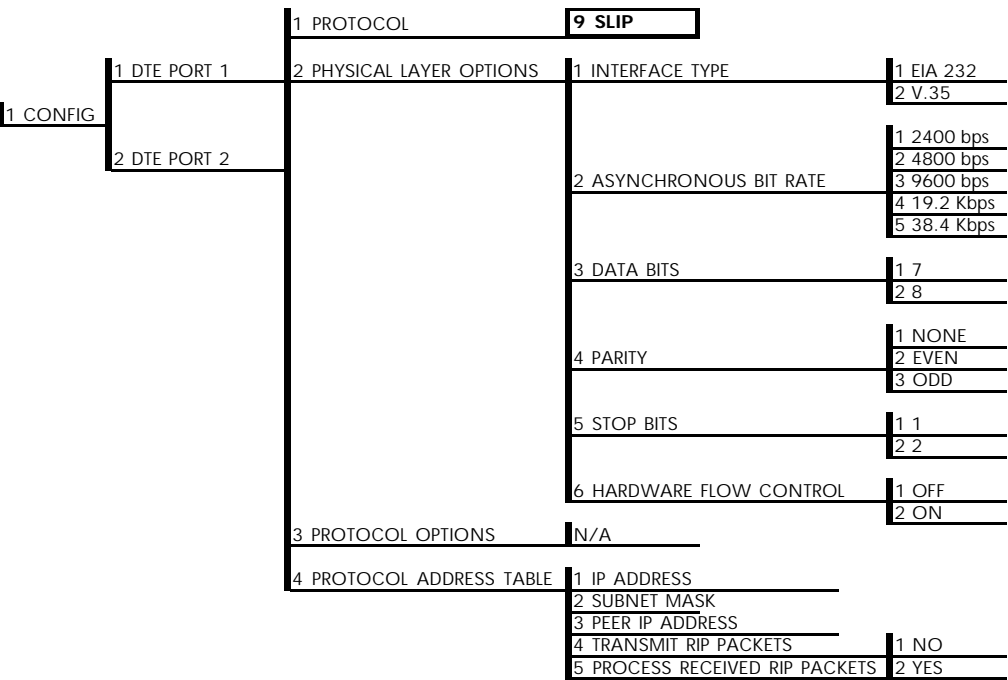 1 PROTOCOL
9 SLIP
1 DTE PORT 1
2 PHYSICAL LAYER OPTIONS
1 INTERFACE TYPE
1 EIA 232
2 V.35
1 CONFIG
1 2400 bps
2 DTE PORT 2
2 4800 bps
2 ASYNCHRONOUS BIT RATE
3 9600 bps
4 19.2 Kbps
5 38.4 Kbps
3 DATA BITS
1 7
2 8
1 NONE
4 PARITY
2 EVEN
3 ODD
5 STOP BITS
1 1
2 2
6 HARDWARE FLOW CONTROL
1 OFF
2 ON
3 PROTOCOL OPTIONS
N/A
4 PROTOCOL ADDRESS TABLE
1 IP ADDRESS
2 SUBNET MASK
3 PEER IP ADDRESS
4 TRANSMIT RIP PACKETS
1 NO
5 PROCESS RECEIVED RIP PACKETS
2 YES